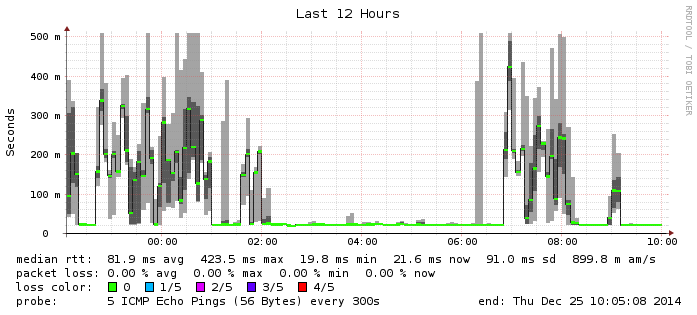 Last 12 Hours
RRDTOOL / TOBI OETIKER
Seconds
500 m
400 m
300 m
200 m
100 m
0
00:00 02:00 04:00 06:00 08:00 10:00
median rtt: 81.9 ms avg 423.5 ms max 19.8 ms min 21.6 ms now 91.0 ms sd 899.8 m am/s
packet loss: 0.00 % avg 0.00 % max 0.00 % min 0.00 % now
loss color: 0 1/5 2/5 3/5 4/5
probe: 5 ICMP Echo Pings (56 Bytes) every 300s end: Thu Dec 25 10:05:08 2014